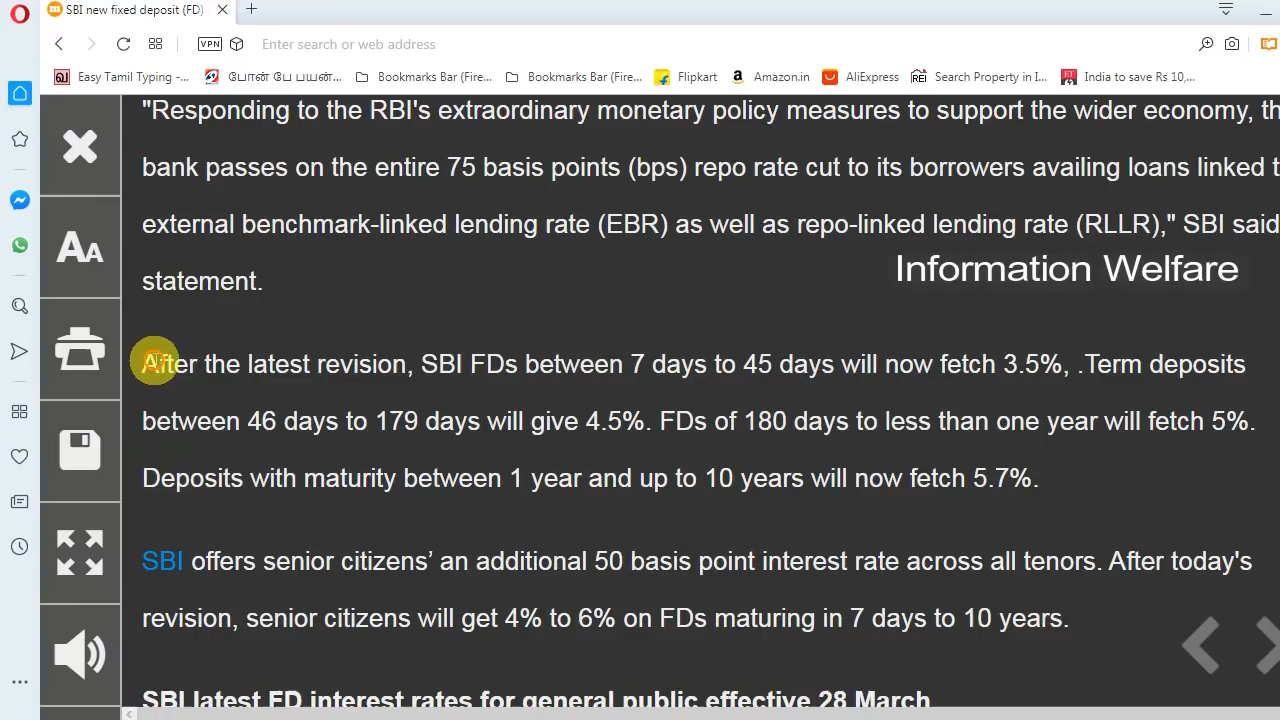 SBI new fixed deposit (FD)
VPN
Enter search or web address
Easy Tamil Typing -...
போன் பே பயன்...
Bookmarks Bar (Fire...
Bookmarks Bar (Fire...
Flipkart
Amazon.in
AliExpress
Search Property in I...
India to save Rs 10,...
"Responding to the RBI's extraordinary monetary policy measures to support the wider economy, th
bank passes on the entire 75 basis points (bps) repo rate cut to its borrowers availing loans linked t
external benchmark-linked lending rate (EBR) as well as repo-linked lending rate (RLLR)," SBI said
statement.
Information Welfare
After the latest revision, SBI FDs between 7 days to 45 days will now fetch 3.5%, .Term deposits
between 46 days to 179 days will give 4.5%. FDs of 180 days to less than one year will fetch 5%.
Deposits with maturity between 1 year and up to 10 years will now fetch 5.7%.
SBI offers senior citizens’ an additional 50 basis point interest rate across all tenors. After today's
revision, senior citizens will get 4% to 6% on FDs maturing in 7 days to 10 years.
SBI latest FD interest rates for general public effective 28 March